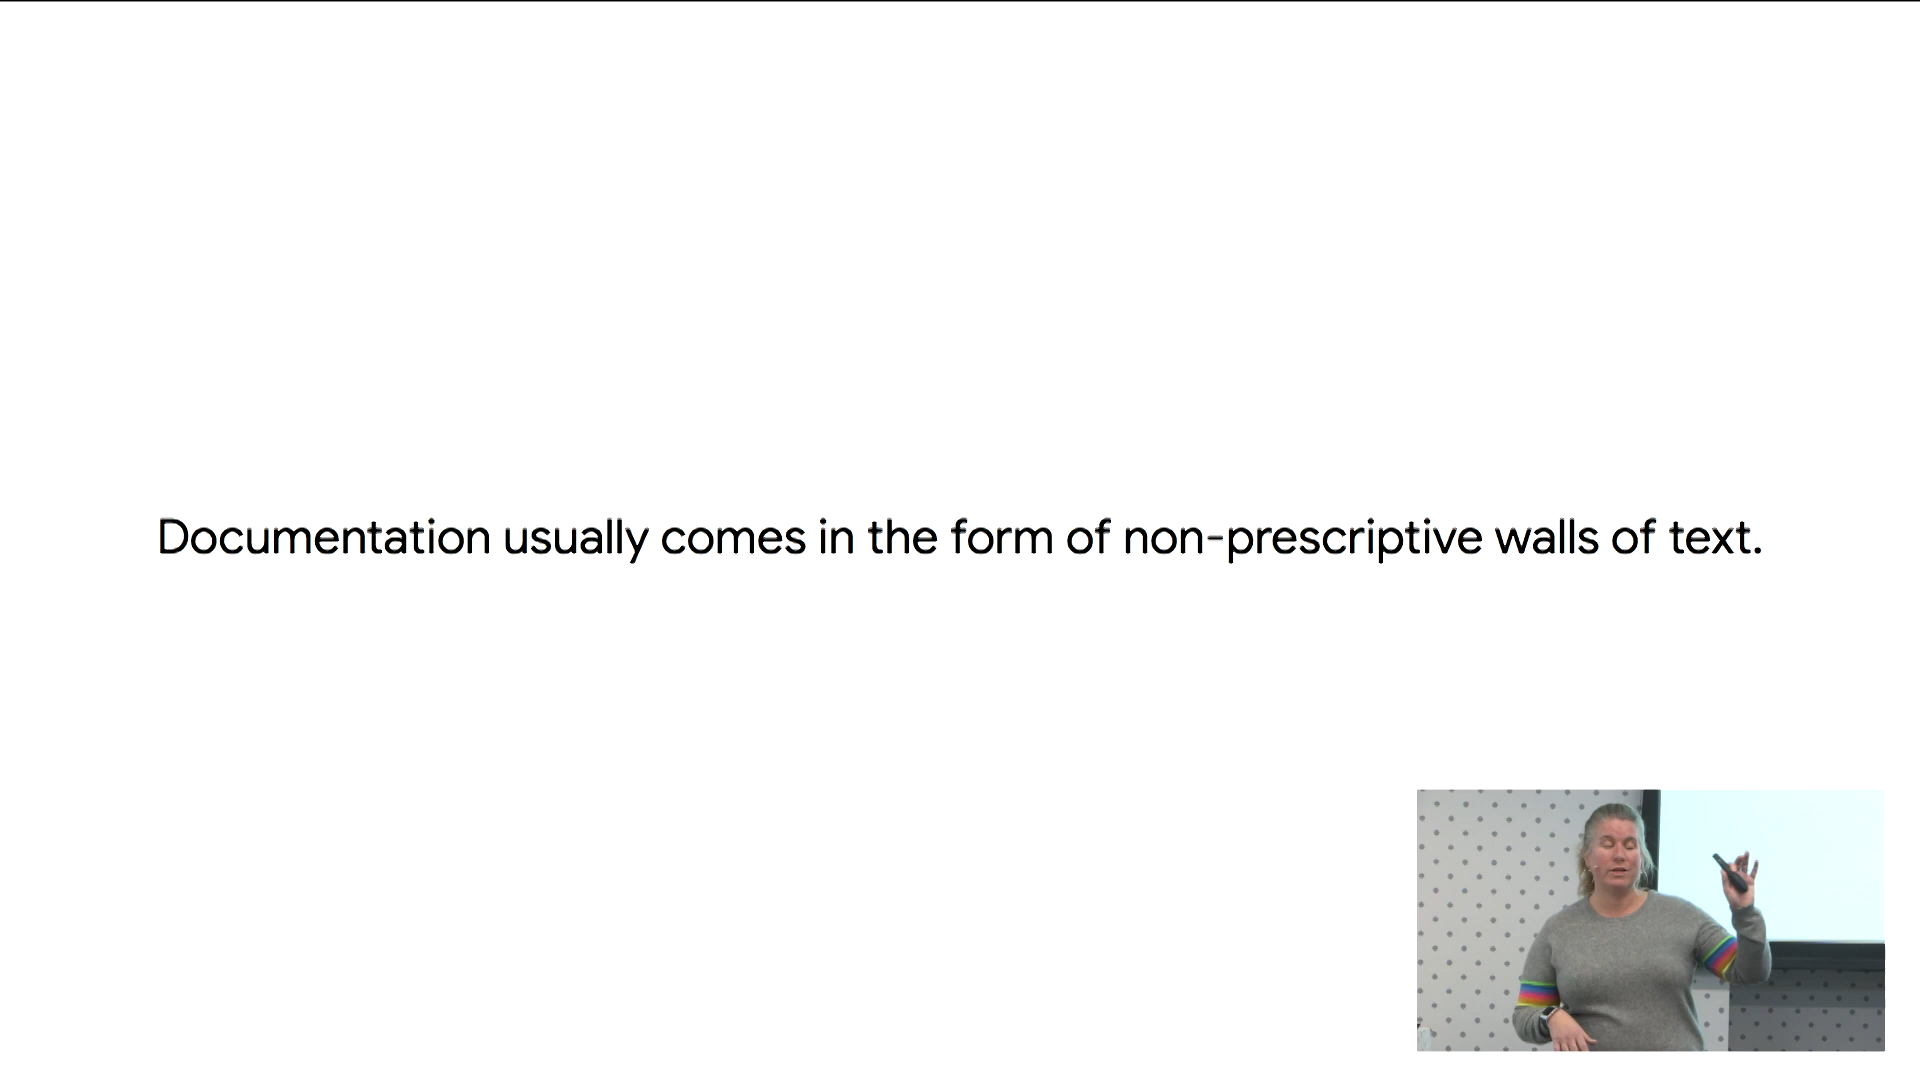 Documentation usually comes in the form of non-prescriptive walls of text.